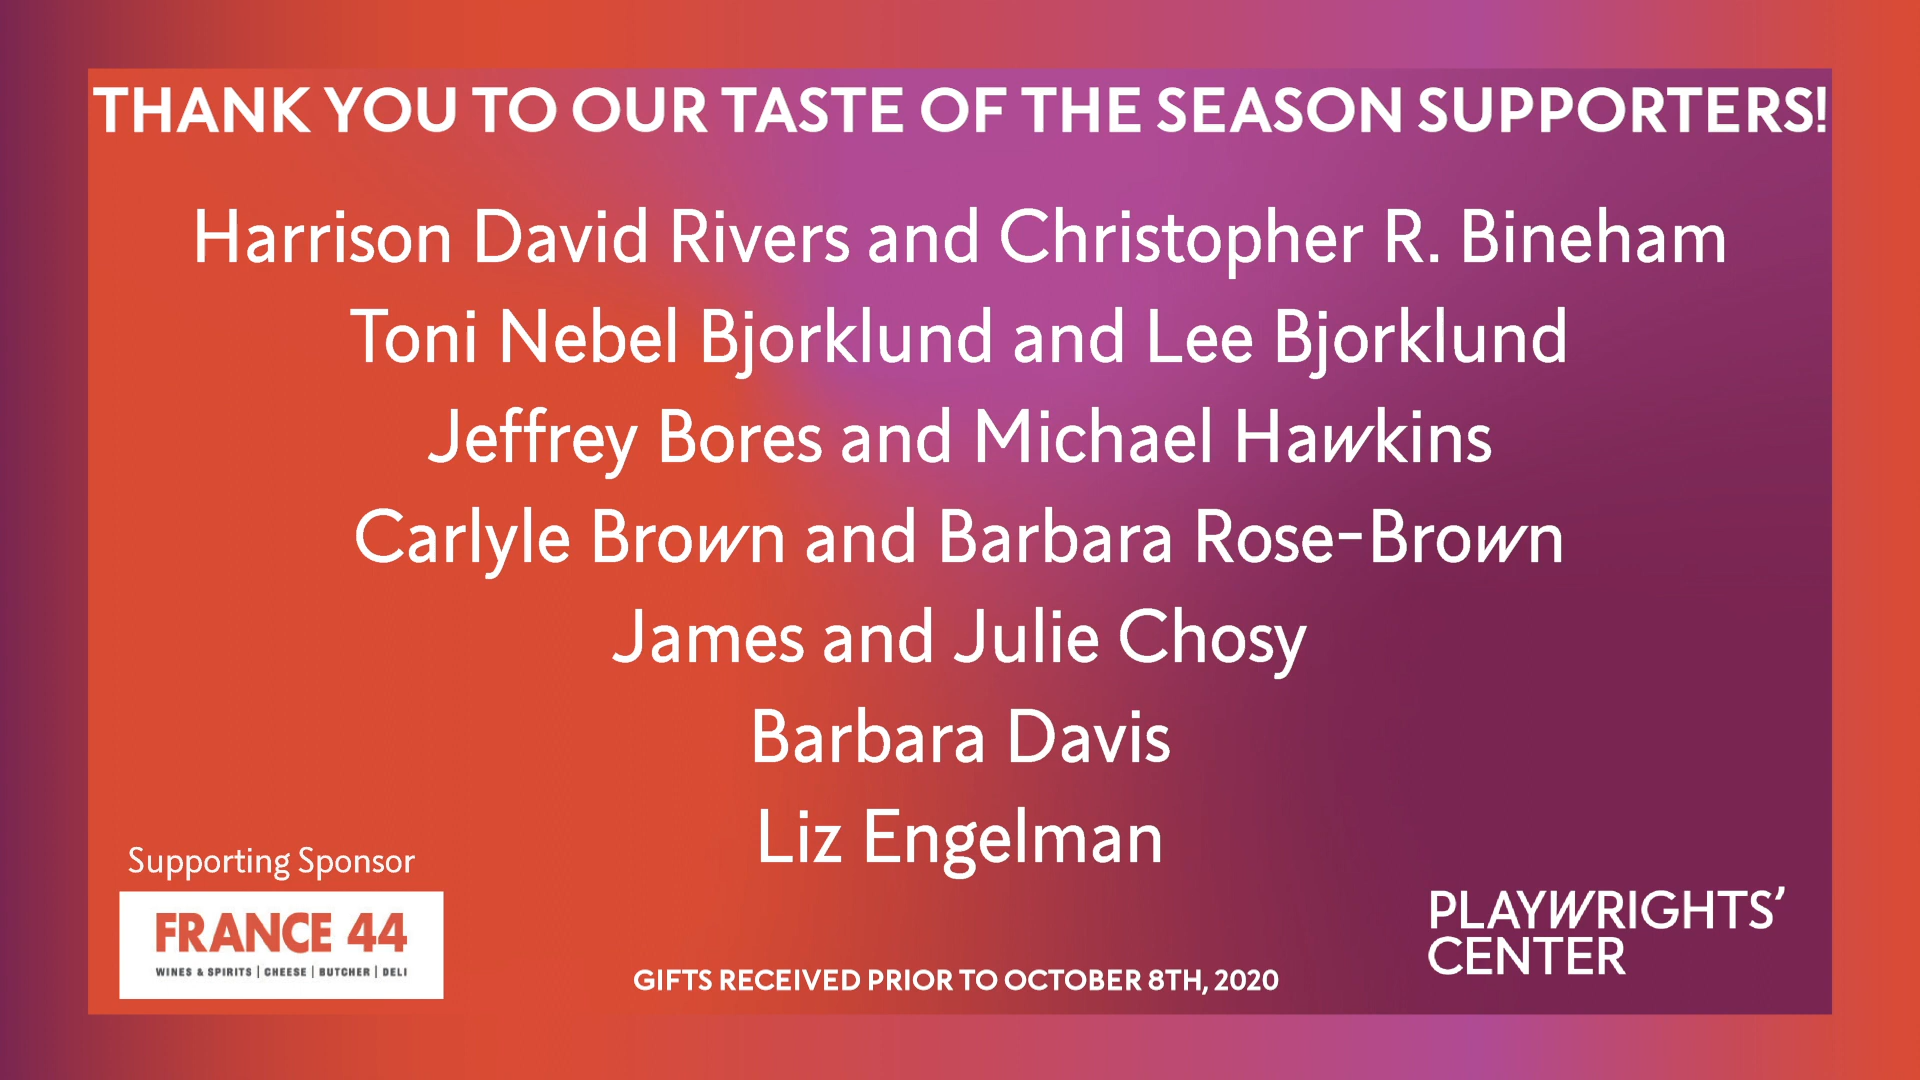 THANK YOU TO OUR TASTE OF THE SEASON SUPPORTERS!
Harrison David Rivers and Christopher R. Bineham
Toni Nebel Bjorklund and Lee Bjorklund
Jeffrey Bores and Michael Hawkins
Carlyle Brown and Barbara Rose-Brown
James and Julie Chosy
Barbara Davis
Liz Engelman
Supporting Sponsor
FRANCE 44
WINES & SPIRITS | CHEESE | BUTCHER | DELI
GIFTS RECEIVED PRIOR TO OCTOBER 8TH, 2020
PLAYWRIGHTS’
CENTER